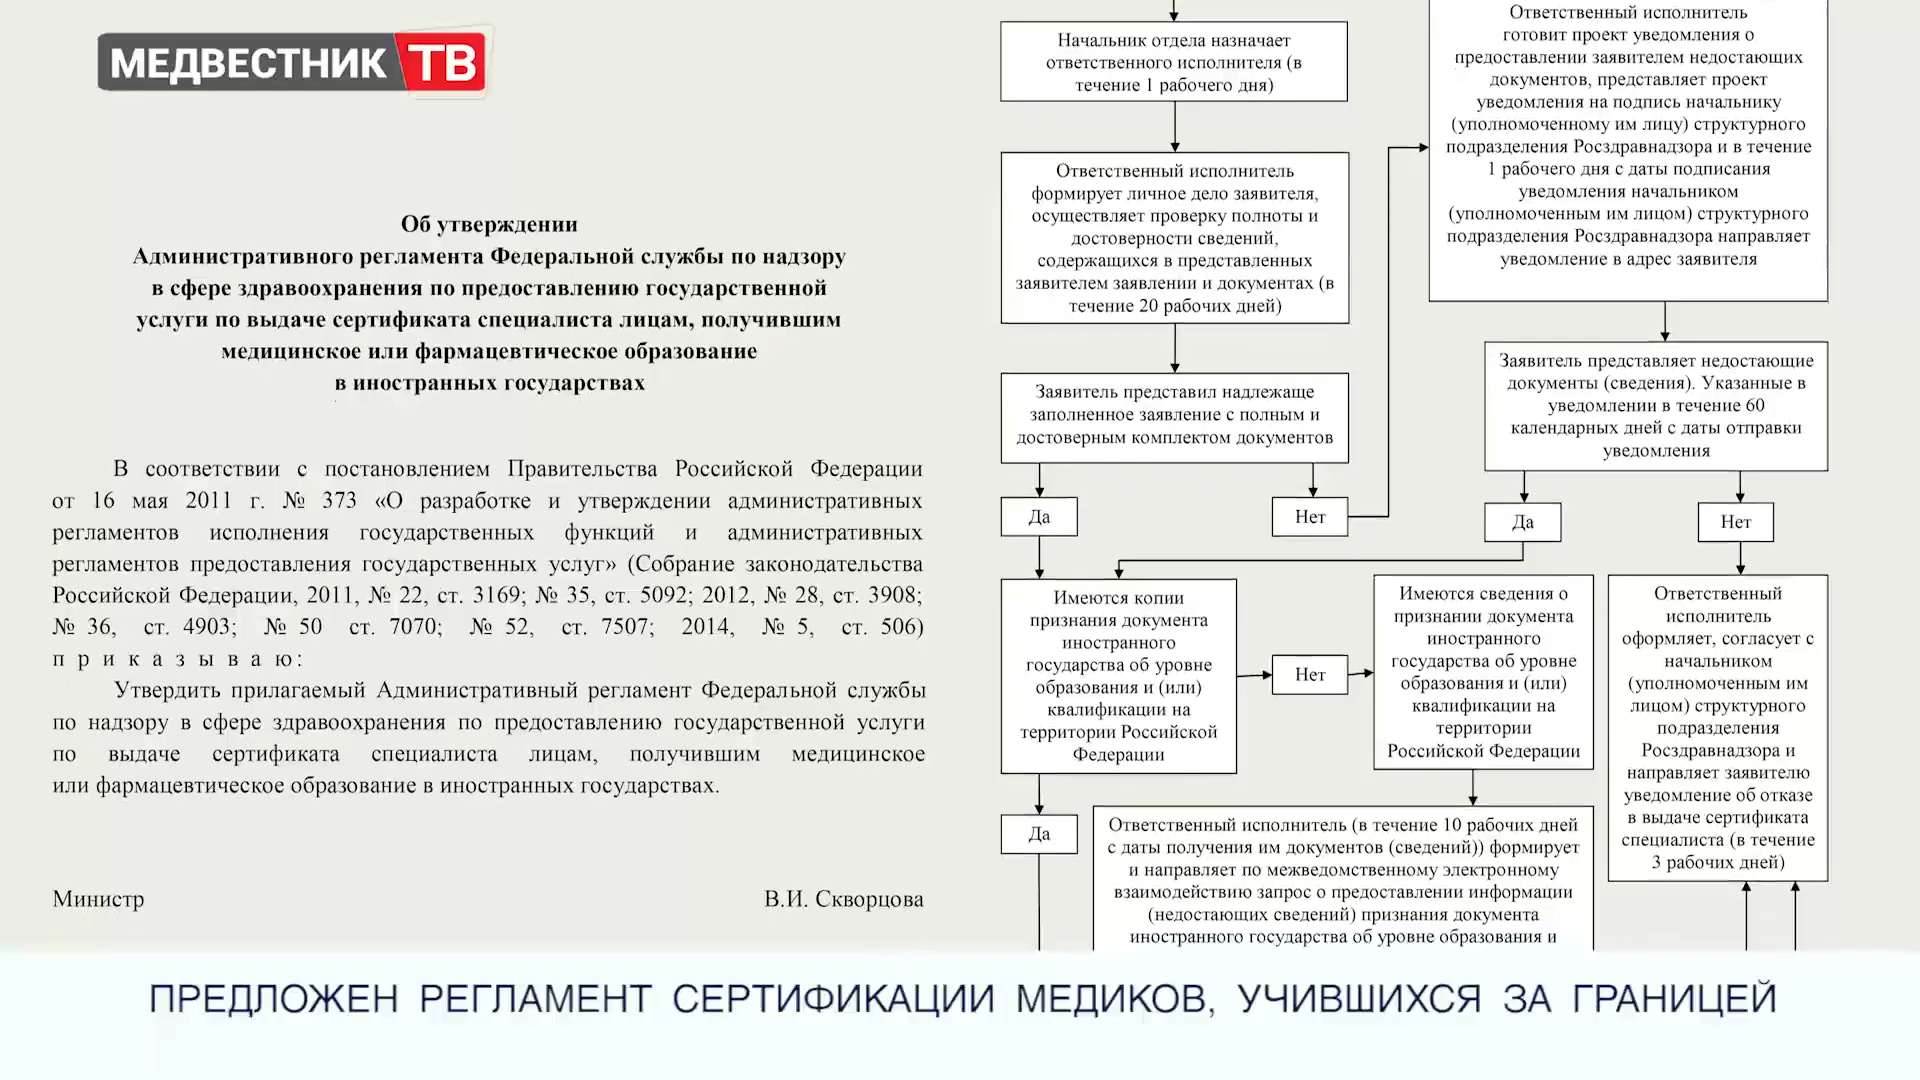 МЕДВЕСТНИК ТВ
Об утверждении
Административного регламента Федеральной службы по надзору
в сфере здравоохранения по предоставлению государственной
услуги по выдаче сертификата специалиста лицам, получившим
медицинское или фармацевтическое образование
в иностранных государствах
В соответствии с постановлением Правительства Российской Федерации
от 16 мая 2011 г. № 373 «О разработке и утверждении административных
регламентов исполнения государственных функций и административных
регламентов предоставления государственных услуг» (Собрание законодательства
Российской Федерации, 2011, № 22, ст. 3169; № 35, ст. 5092; 2012, № 28, ст. 3908;
№ 36, ст. 4903; № 50 ст. 7070; № 52, ст. 7507; 2014, № 5, ст. 506)
п р и к а з ы в а ю:
Утвердить прилагаемый Административный регламент Федеральной службы
по надзору в сфере здравоохранения по предоставлению государственной услуги
по выдаче сертификата специалиста лицам, получившим медицинское
или фармацевтическое образование в иностранных государствах.
Министр В.И. Скворцова
Начальник отдела назначает
ответственного исполнителя (в
течение 1 рабочего дня)
Ответственный исполнитель
формирует личное дело заявителя,
осуществляет проверку полноты и
достоверности сведений,
содержащихся в представленных
заявителем заявлении и документах (в
течение 20 рабочих дней)
Заявитель представил надлежаще
заполненное заявление с полным и
достоверным комплектом документов
Да
Нет
Ответственный исполнитель
готовит проект уведомления о
предоставлении заявителем недостающих
документов, представляет проект
уведомления на подпись начальнику
(уполномоченному им лицу) структурного
подразделения Росздравнадзора и в течение
1 рабочего дня с даты подписания
уведомления начальником
(уполномоченным им лицом) структурного
подразделения Росздравнадзора направляет
уведомление в адрес заявителя
Заявитель представляет недостающие
документы (сведения). Указанные в
уведомлении в течение 60
календарных дней с даты отправки
уведомления
Да
Нет
Имеются копии
признания документа
иностранного
государства об уровне
образования и (или)
квалификации на
территории Российской
Федерации
Нет
Имеются сведения о
признании документа
иностранного
государства об уровне
образования и (или)
квалификации на
территории
Российской Федерации
Ответственный
исполнитель
оформляет, согласует с
начальником
(уполномоченным им
лицом) структурного
подразделения
Росздравнадзора и
направляет заявителю
уведомление об отказе
в выдаче сертификата
специалиста (в течение
3 рабочих дней)
Да
Ответственный исполнитель (в течение 10 рабочих дней
с даты получения им документов (сведений)) формирует
и направляет по межведомственному электронному
взаимодействию запрос о предоставлении информации
(недостающих сведений) признания документа
иностранного государства об уровне образования и
ПРЕДЛОЖЕН РЕГЛАМЕНТ СЕРТИФИКАЦИИ МЕДИКОВ, УЧИВШИХСЯ ЗА ГРАНИЦЕЙ